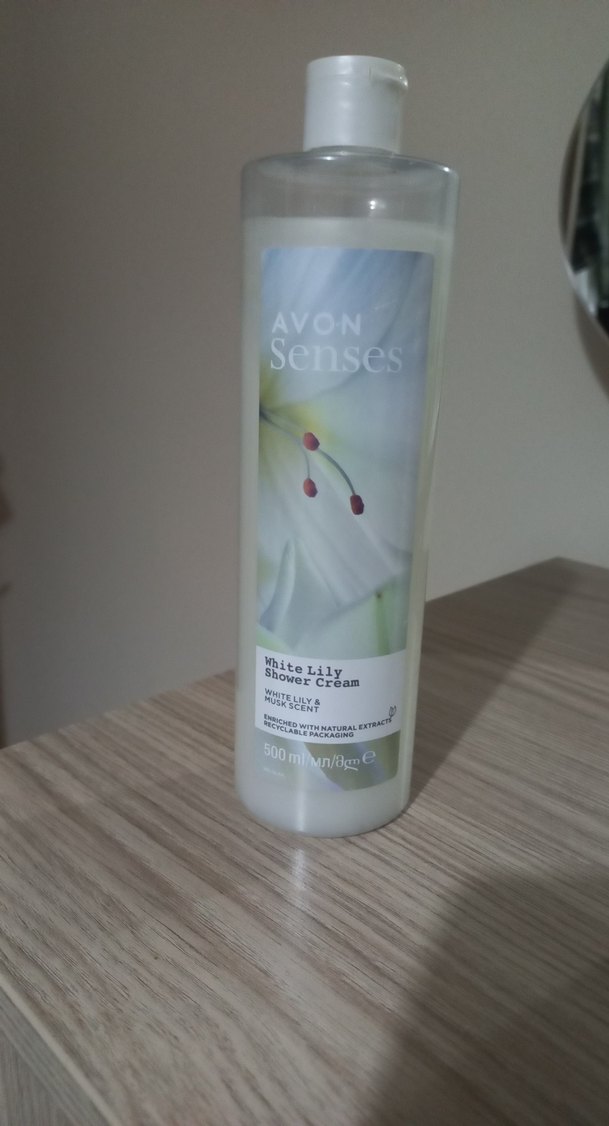 AVON
Senses
White Lily
Shower Cream
WHITE LILY &
MUSK SCENT
ENRICHED WITH NATURAL EXTRACTS
RECYCLABLE PACKAGING
500 ml/мл/მლ ℮